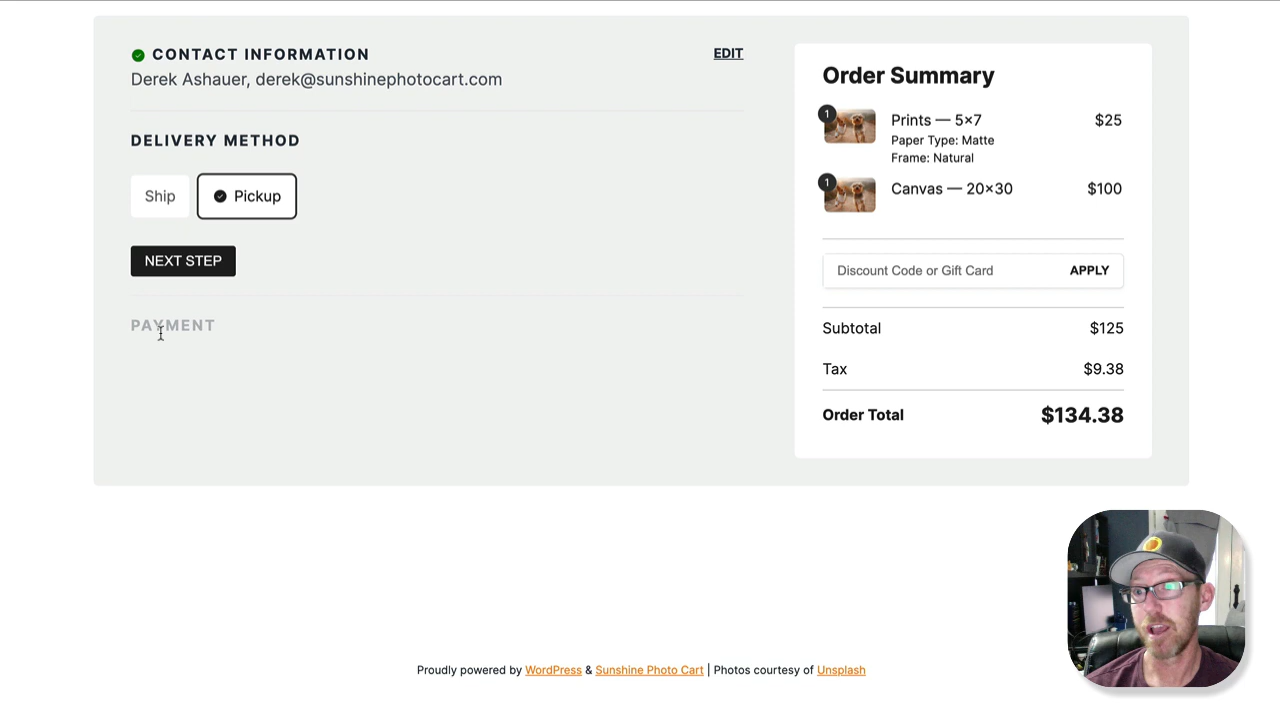 CONTACT INFORMATION
EDIT
Derek Ashauer, derek@sunshinephotocart.com
DELIVERY METHOD
Ship
Pickup
NEXT STEP
PAYMENT
Order Summary
1
Prints — 5×7
$25
Paper Type: Matte
Frame: Natural
1
Canvas — 20×30
$100
Discount Code or Gift Card
APPLY
Subtotal
$125
Tax
$9.38
Order Total
$134.38
Proudly powered by WordPress & Sunshine Photo Cart | Photos courtesy of Unsplash